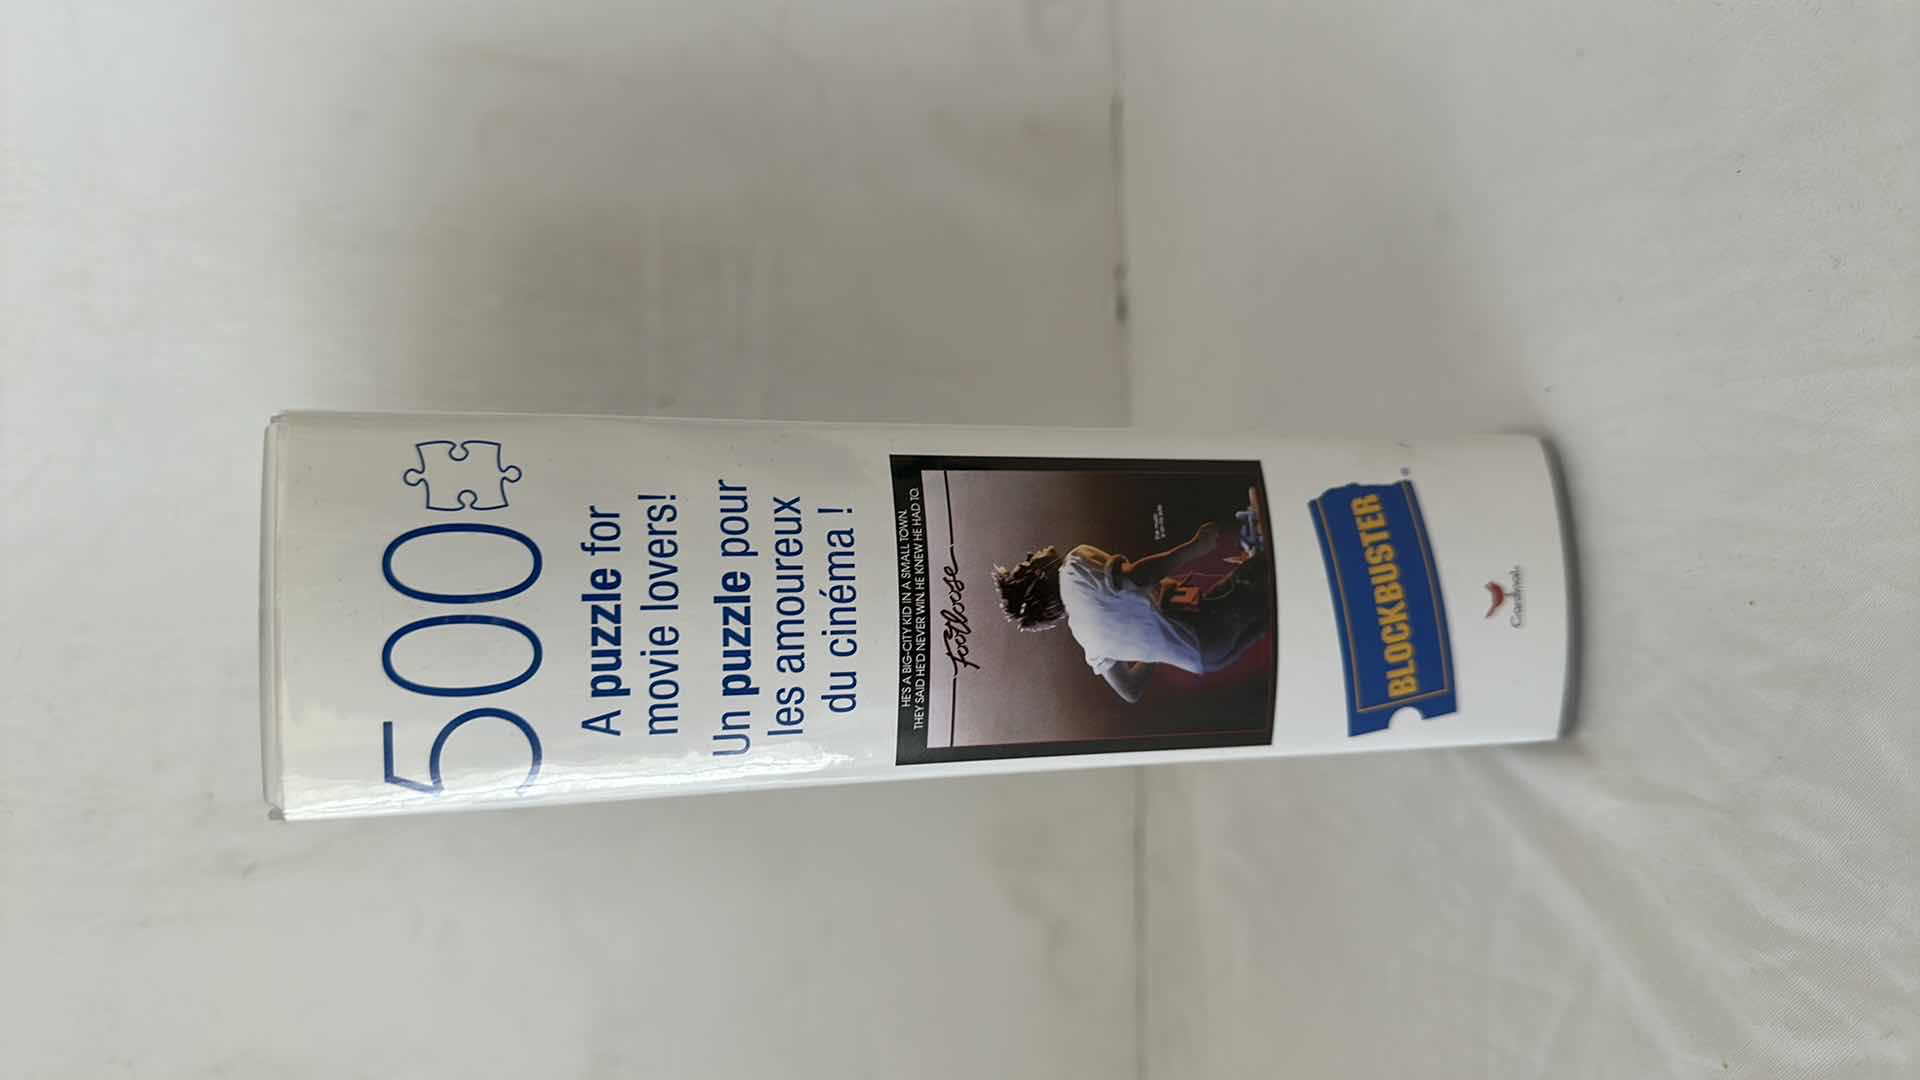 500
A puzzle for
movie lovers!
Un puzzle pour
les amoureux
du cinéma !
HE'S A BIG-CITY KID IN A SMALL TOWN.
THEY SAID HE'D NEVER WIN. HE KNEW HE HAD TO.
Footloose
BLOCKBUSTER®
Cardinal®